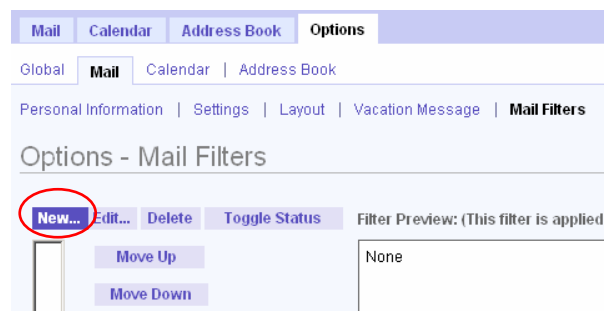 Mail Calendar Address Book Options
Global Mail Calendar | Address Book
Personal Information | Settings | Layout | Vacation Message | Mail Filters
Options - Mail Filters
New... Edit... Delete Toggle Status Filter Preview: (This filter is applied
Move Up None
Move Down